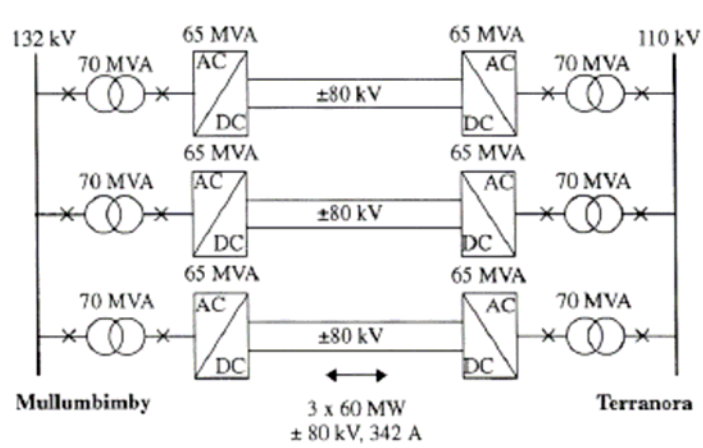 132 kV
65 MVA
65 MVA
110 kV
70 MVA
AC
DC
±80 kV
AC
DC
70 MVA
65 MVA
65 MVA
70 MVA
AC
DC
±80 kV
AC
DC
70 MVA
65 MVA
65 MVA
70 MVA
AC
DC
±80 kV
AC
DC
70 MVA
Mullumbimby
3 x 60 MW
± 80 kV, 342 A
Terranora